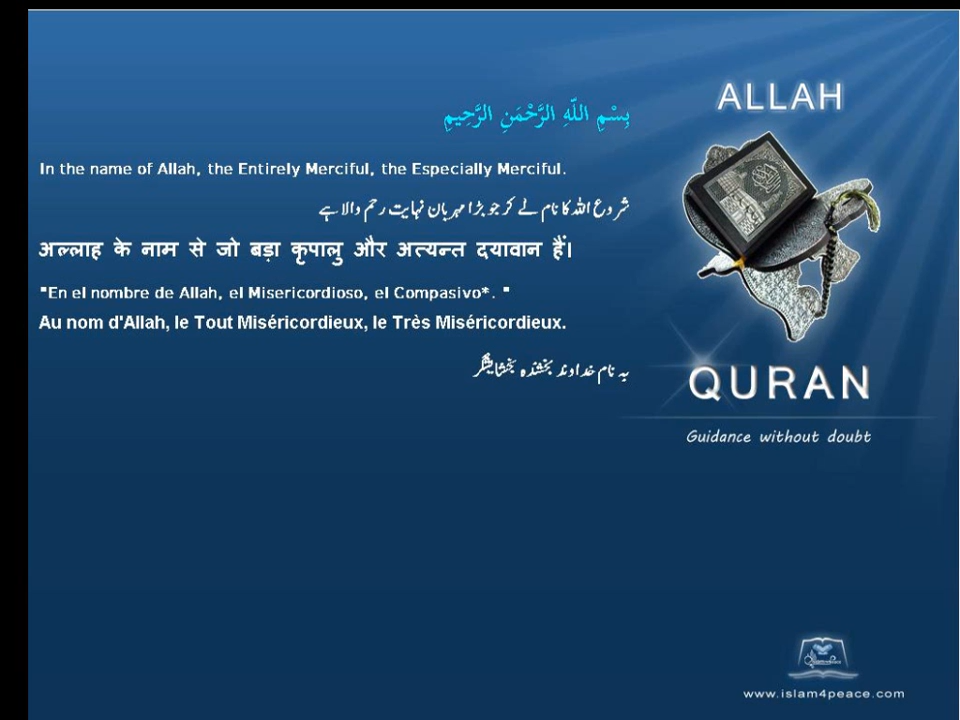 بِسْمِ اللّهِ الرَّحْمَنِ الرَّحِيمِ
In the name of Allah, the Entirely Merciful, the Especially Merciful.
شروع الله کا نام لے کر جو بڑا مہربان نہایت رحم والا ہے
अल्लाह के नाम से जो बड़ा कृपालु और अत्यन्त दयावान हैं।
"En el nombre de Allah, el Misericordioso, el Compasivo*. "
Au nom d'Allah, le Tout Miséricordieux, le Très Miséricordieux.
به نام خداوند بخشنده بخشایشگر
ALLAH
QURAN
Guidance without doubt
www.islam4peace.com